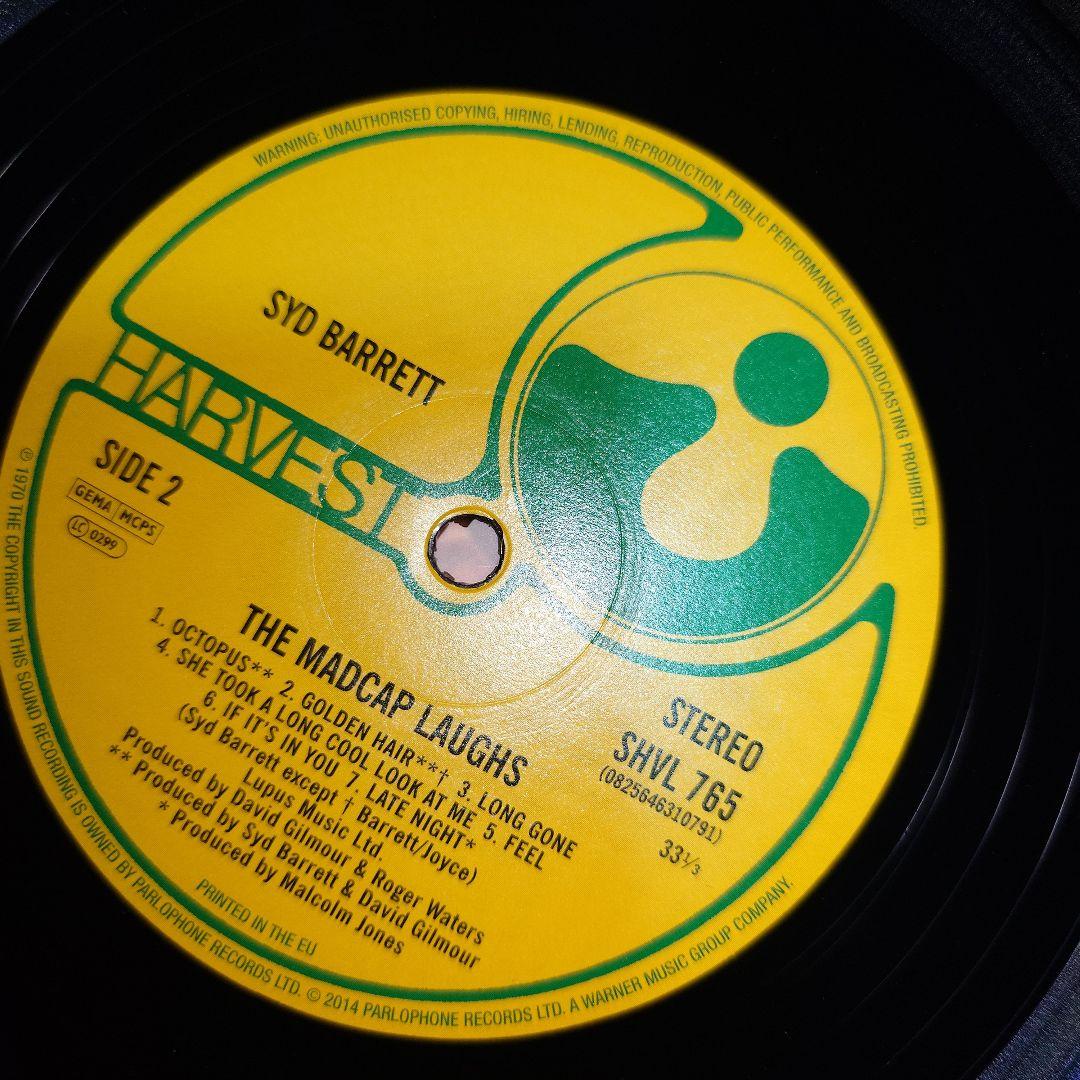 WARNING: UNAUTHORISED COPYING, HIRING, LENDING, REPRODUCTION, PUBLIC PERFORMANCE AND BROADCASTING PROHIBITED.
SYD BARRETT
HARVEST
SIDE 2
GEMA/MCPS
LC 0299
STEREO
SHVL 765
(0825646310791)
33⅓
THE MADCAP LAUGHS
1. OCTOPUS** 2. GOLDEN HAIR**† 3. LONG GONE
4. SHE TOOK A LONG COOL LOOK AT ME 5. FEEL
6. IF IT'S IN YOU 7. LATE NIGHT*
(Syd Barrett except † Barrett/Joyce)
Lupus Music Ltd.
Produced by David Gilmour & Roger Waters
** Produced by Syd Barrett & David Gilmour
* Produced by Malcolm Jones
PRINTED IN THE EU
℗ 1970 THE COPYRIGHT IN THIS SOUND RECORDING IS OWNED BY PARLOPHONE RECORDS LTD. © 2014 PARLOPHONE RECORDS LTD. A WARNER MUSIC GROUP COMPANY.